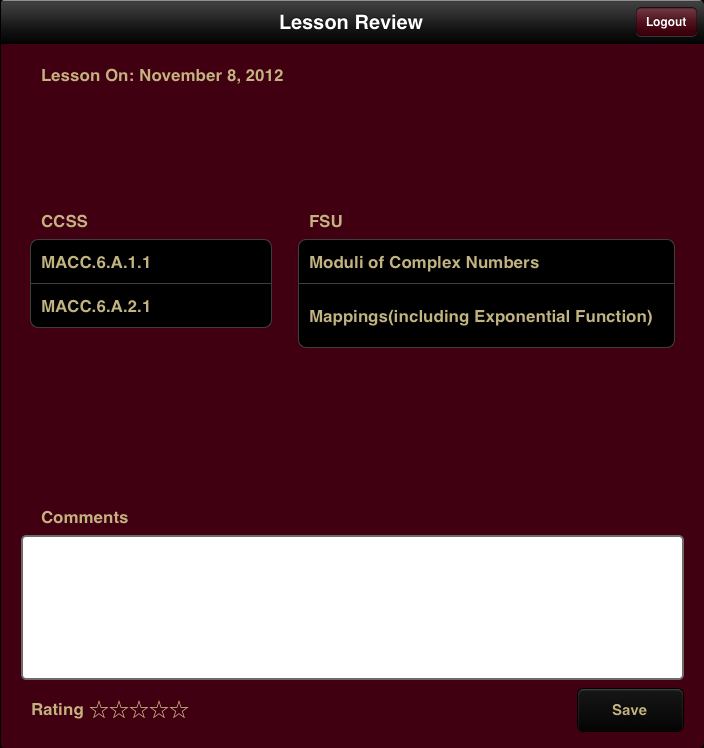 Lesson Review
Logout
Lesson On: November 8, 2012
CCSS
MACC.6.A.1.1
MACC.6.A.2.1
FSU
Moduli of Complex Numbers
Mappings(including Exponential Function)
Comments
Rating ☆☆☆☆☆
Save